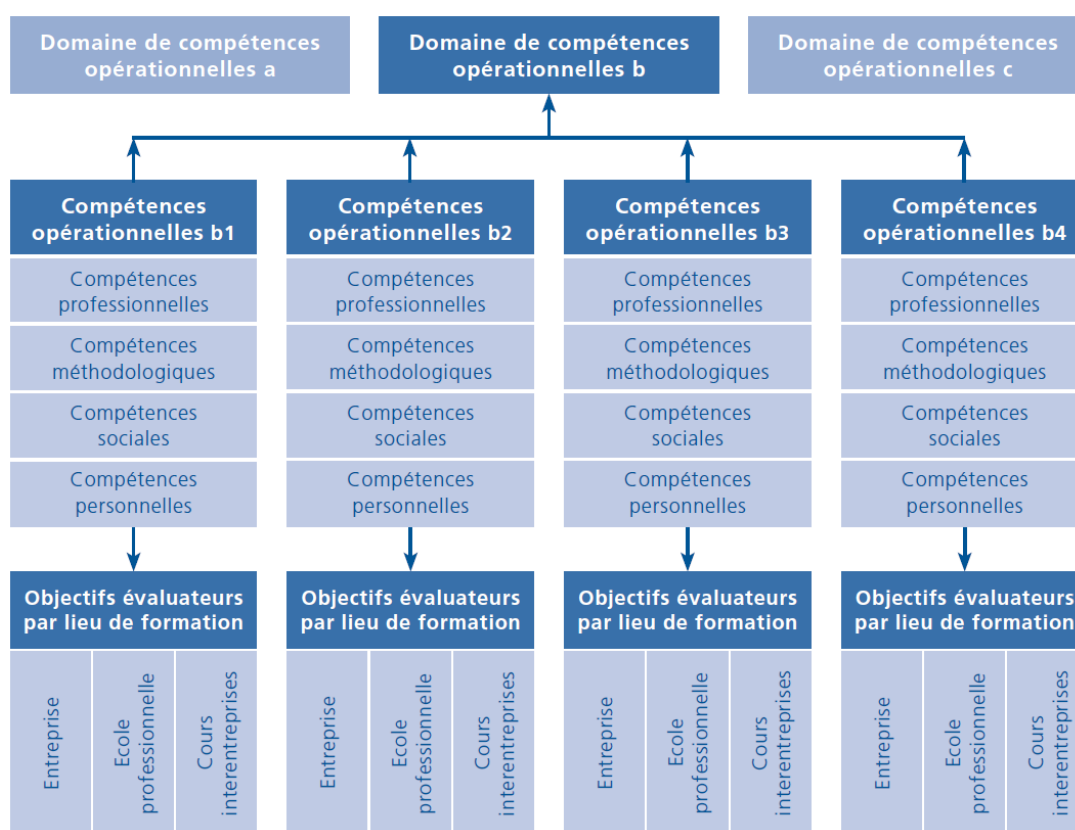 Domaine de compétences
opérationnelles a
Domaine de compétences
opérationnelles b
Domaine de compétences
opérationnelles c
Compétences
opérationnelles b1
Compétences
opérationnelles b2
Compétences
opérationnelles b3
Compétences
opérationnelles b4
Compétences
professionnelles
Compétences
professionnelles
Compétences
professionnelles
Compétences
professionnelles
Compétences
méthodologiques
Compétences
méthodologiques
Compétences
méthodologiques
Compétences
méthodologiques
Compétences
sociales
Compétences
sociales
Compétences
sociales
Compétences
sociales
Compétences
personnelles
Compétences
personnelles
Compétences
personnelles
Compétences
personnelles
Objectifs évaluateurs
par lieu de formation
Objectifs évaluateurs
par lieu de formation
Objectifs évaluateurs
par lieu de formation
Objectifs évaluateurs
par lieu de formation
Entreprise
Ecole
professionnelle
Cours
interentreprises
Entreprise
Ecole
professionnelle
Cours
interentreprises
Entreprise
Ecole
professionnelle
Cours
interentreprises
Entreprise
Ecole
professionnelle
Cours
interentreprises